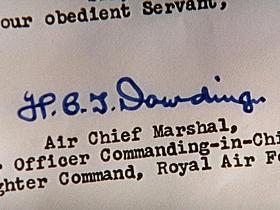 our obedient Servant,
H.C.T. Dowding.
Air Chief Marshal,
Officer Commanding-in-Chi
ghter Command, Royal Air Fo